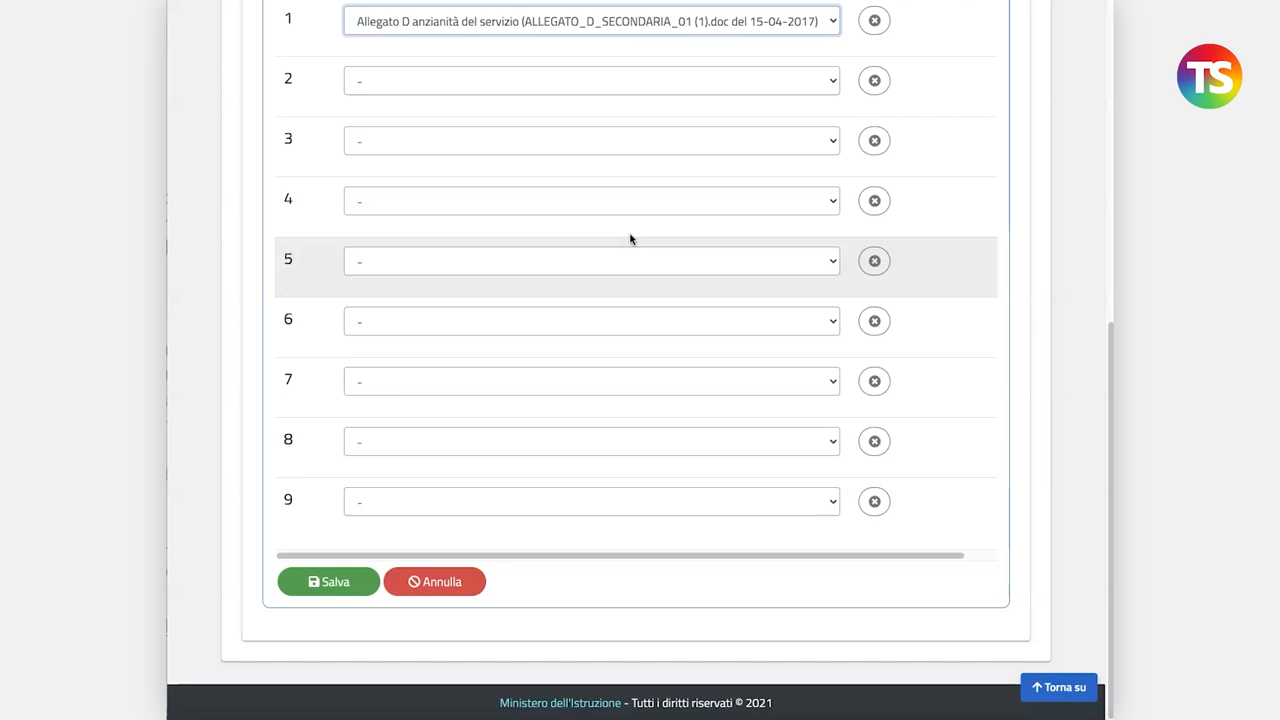 TS
1 Allegato D anzianità del servizio (ALLEGATO_D_SECONDARIA_01 (1).doc del 15-04-2017)
2 -
3 -
4 -
5 -
6 -
7 -
8 -
9 -
Salva Annulla
Torna su
Ministero dell'Istruzione - Tutti i diritti riservati © 2021